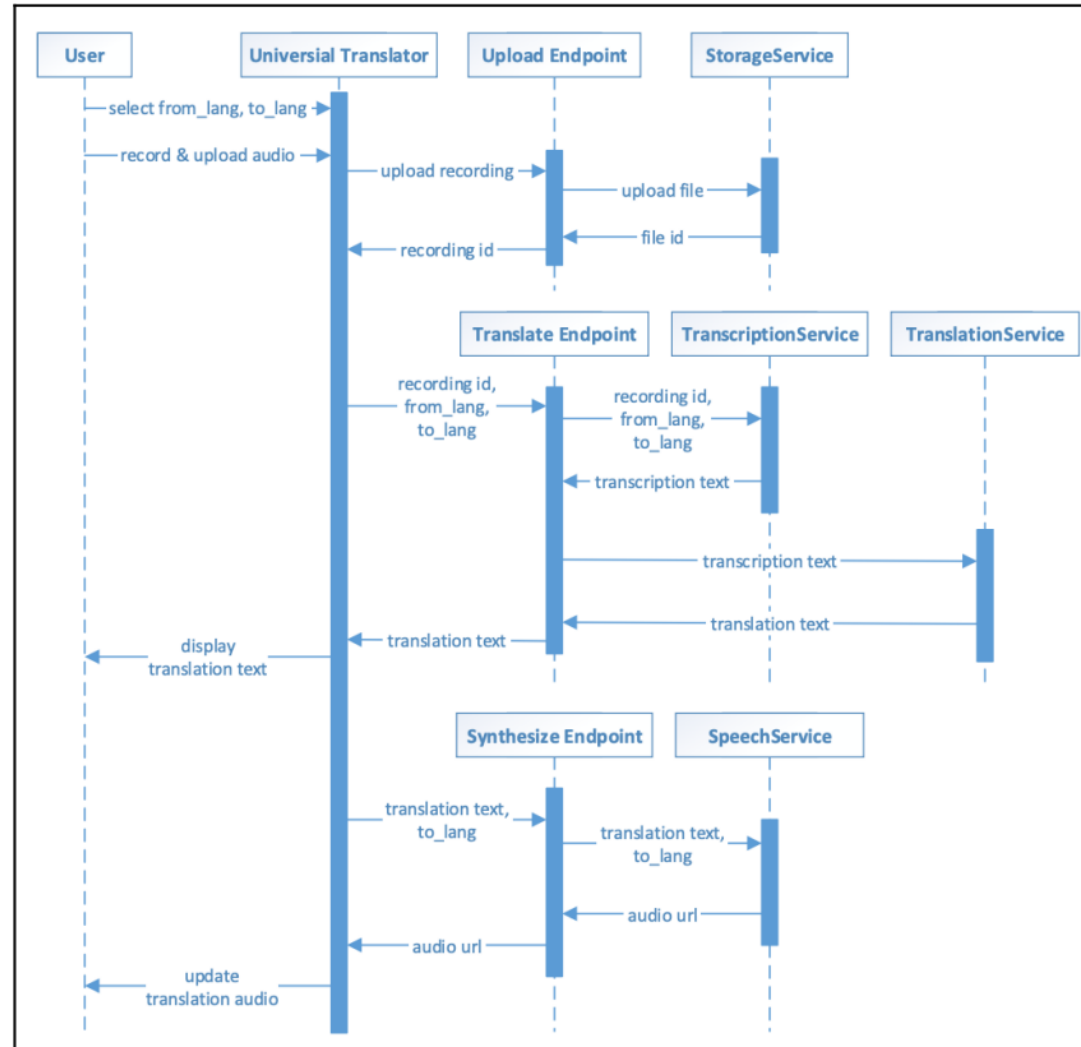 User
Universial Translator
Upload Endpoint
StorageService
select from_lang, to_lang
record & upload audio
upload recording
upload file
file id
recording id
Translate Endpoint
TranscriptionService
TranslationService
recording id,
from_lang,
to_lang
recording id,
from_lang,
to_lang
transcription text
transcription text
translation text
translation text
display
translation text
Synthesize Endpoint
SpeechService
translation text,
to_lang
translation text,
to_lang
audio url
audio url
update
translation audio